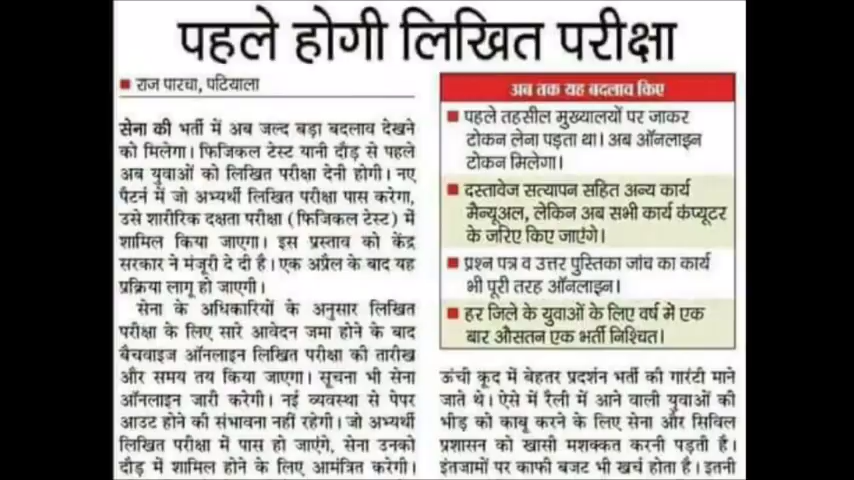 पहले होगी लिखित परीक्षा
■ राज पारचा, पटियाला
सेना की भर्ती में अब जल्द बड़ा बदलाव देखने
को मिलेगा। फिजिकल टेस्ट यानी दौड़ से पहले
अब युवाओं को लिखित परीक्षा देनी होगी। नए
पैटर्न में जो अभ्यर्थी लिखित परीक्षा पास करेगा,
उसे शारीरिक दक्षता परीक्षा (फिजिकल टेस्ट) में
शामिल किया जाएगा। इस प्रस्ताव को केंद्र
सरकार ने मंजूरी दे दी है। एक अप्रैल के बाद यह
प्रक्रिया लागू हो जाएगी।
सेना के अधिकारियों के अनुसार लिखित
परीक्षा के लिए सारे आवेदन जमा होने के बाद
बैचवाइज ऑनलाइन लिखित परीक्षा की तारीख
और समय तय किया जाएगा। सूचना भी सेना
ऑनलाइन जारी करेगी। नई व्यवस्था से पेपर
आउट होने की संभावना नहीं रहेगी। जो अभ्यर्थी
लिखित परीक्षा में पास हो जाएंगे, सेना उनको
दौड़ में शामिल होने के लिए आमंत्रित करेगी।
अब तक यह बदलाव किए
■ पहले तहसील मुख्यालयों पर जाकर
टोकन लेना पड़ता था। अब ऑनलाइन
टोकन मिलेगा।
■ दस्तावेज सत्यापन सहित अन्य कार्य
मैन्यूअल, लेकिन अब सभी कार्य कंप्यूटर
के जरिए किए जाएंगे।
■ प्रश्न पत्र व उत्तर पुस्तिका जांच का कार्य
भी पूरी तरह ऑनलाइन।
■ हर जिले के युवाओं के लिए वर्ष में एक
बार औसतन एक भर्ती निश्चित।
ऊंची कूद में बेहतर प्रदर्शन भर्ती की गारंटी माने
जाते थे। ऐसे में रैली में आने वाली युवाओं की
भीड़ को काबू करने के लिए सेना और सिविल
प्रशासन को खासी मशक्कत करनी पड़ती है।
इंतजामों पर काफी बजट भी खर्च होता है। इतनी